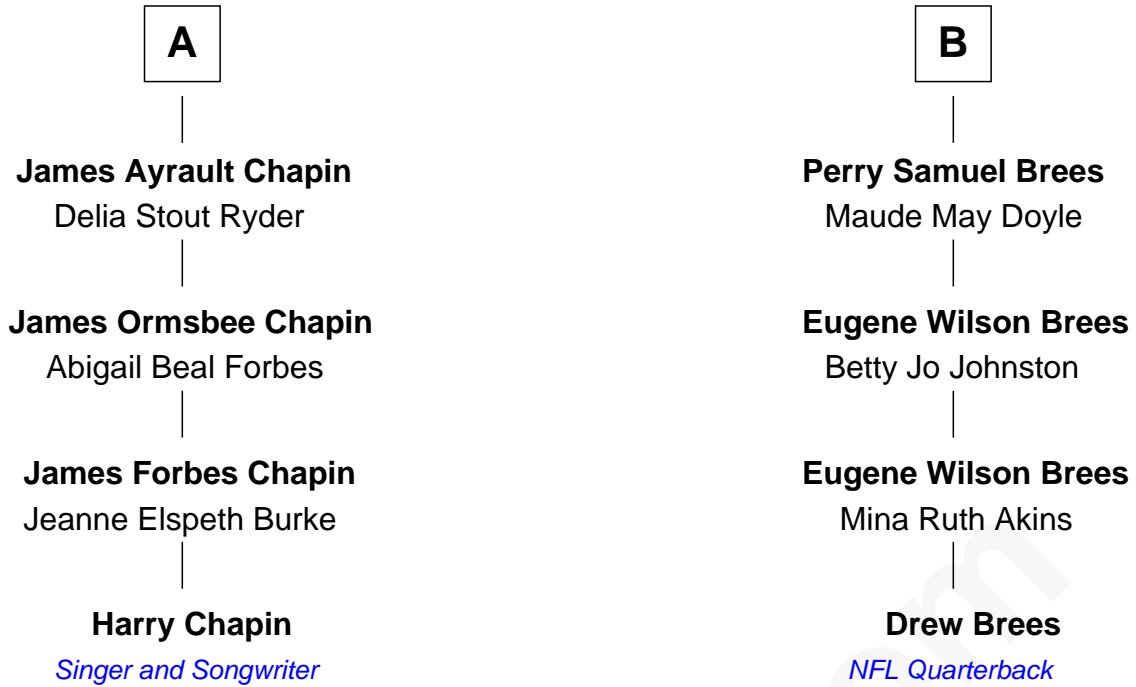 A
James Ayrault Chapin
Delia Stout Ryder
James Ormsbee Chapin
Abigail Beal Forbes
James Forbes Chapin
Jeanne Elspeth Burke
Harry Chapin
Singer and Songwriter
B
Perry Samuel Brees
Maude May Doyle
Eugene Wilson Brees
Betty Jo Johnston
Eugene Wilson Brees
Mina Ruth Akins
Drew Brees
NFL Quarterback